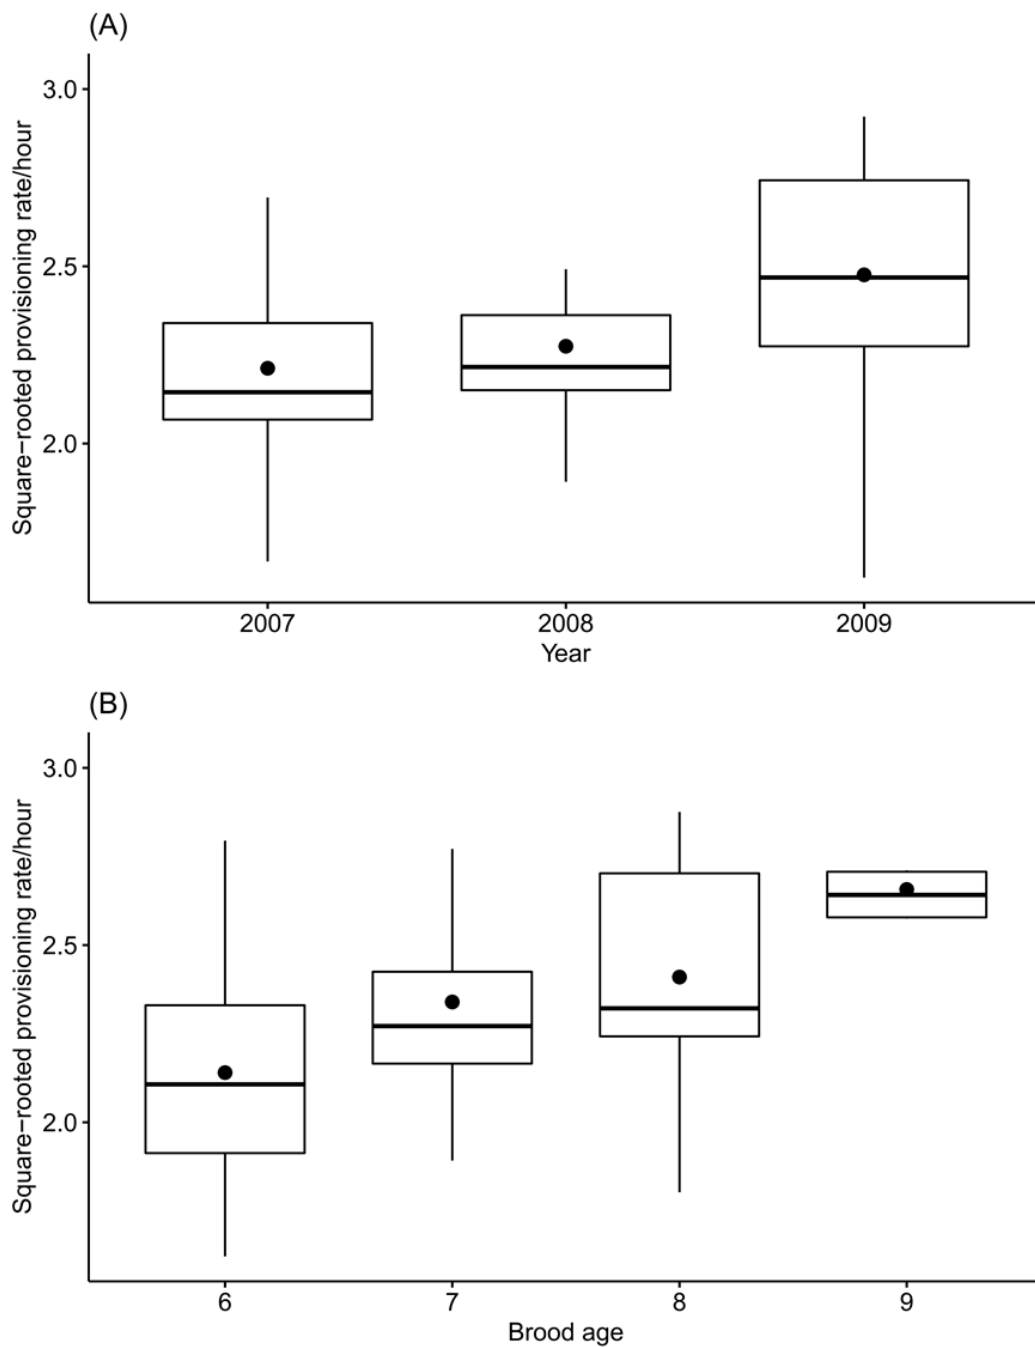 (A)
Square−rooted provisioning rate/hour
3.0
2.5
2.0
2007
2008
2009
Year
(B)
Square−rooted provisioning rate/hour
3.0
2.5
2.0
6
7
8
9
Brood age